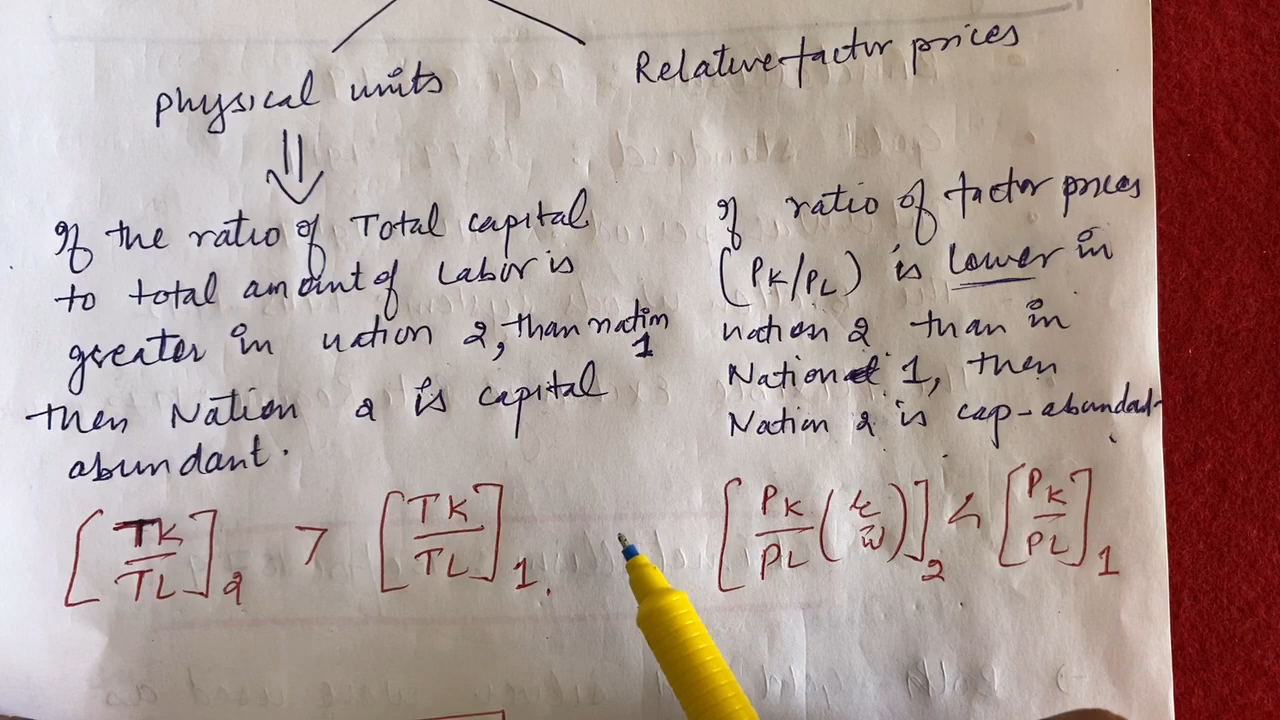 Physical units
If the ratio of Total capital
to total amount of Labor is
greater in nation 2, than nation
1
then Nation 2 is capital
abundant.
[TK/TL]2 > [TK/TL]1.
Relative factor prices
If ratio of factor prices
(PK/PL) is lower in
nation 2 than in
Nation 1, then
Nation 2 is cap-abundant
[PK/PL (r/w)]2 < [PK/PL]1